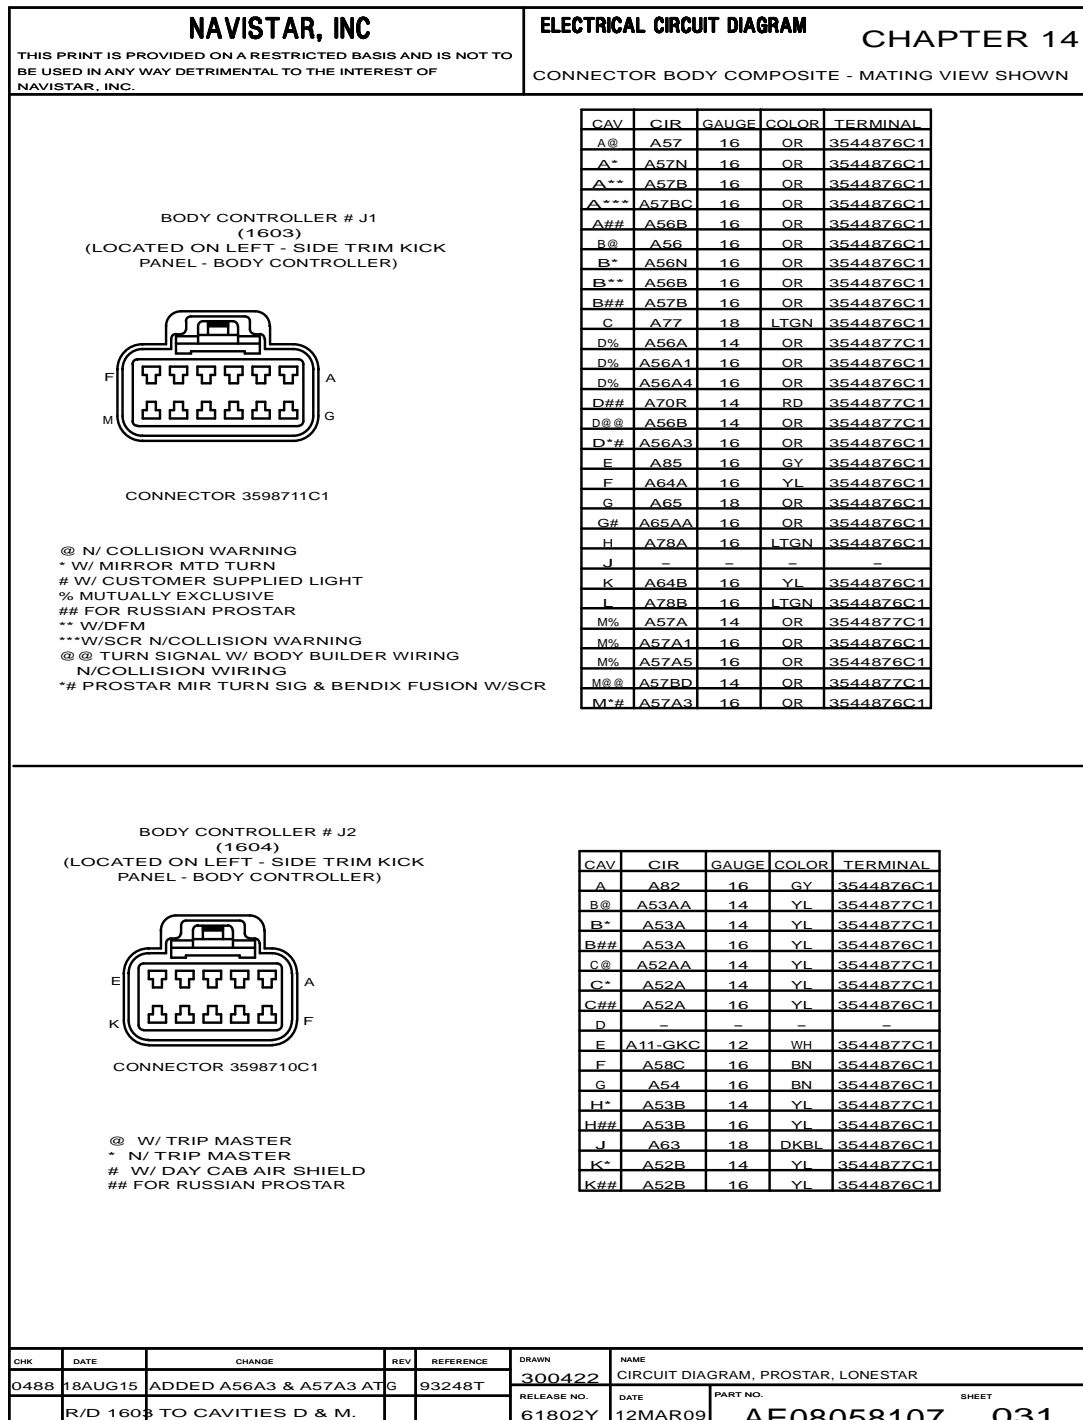 NAVISTAR, INC
THIS PRINT IS PROVIDED ON A RESTRICTED BASIS AND IS NOT TO
BE USED IN ANY WAY DETRIMENTAL TO THE INTEREST OF
NAVISTAR, INC.
ELECTRICAL CIRCUIT DIAGRAM
CHAPTER 14
CONNECTOR BODY COMPOSITE - MATING VIEW SHOWN
BODY CONTROLLER # J1
(1603)
(LOCATED ON LEFT - SIDE TRIM KICK
PANEL - BODY CONTROLLER)
F A
M G
CONNECTOR 3598711C1
@ N/ COLLISION WARNING
* W/ MIRROR MTD TURN
# W/ CUSTOMER SUPPLIED LIGHT
% MUTUALLY EXCLUSIVE
## FOR RUSSIAN PROSTAR
** W/DFM
***W/SCR N/COLLISION WARNING
@@ TURN SIGNAL W/ BODY BUILDER WIRING
N/COLLISION WIRING
*# PROSTAR MIR TURN SIG & BENDIX FUSION W/SCR
CAV CIR GAUGE COLOR TERMINAL
A@ A57 16 OR 3544876C1
A* A57N 16 OR 3544876C1
A** A57B 16 OR 3544876C1
A*** A57BC 16 OR 3544876C1
A## A56B 16 OR 3544876C1
B@ A56 16 OR 3544876C1
B* A56N 16 OR 3544876C1
B** A56B 16 OR 3544876C1
B## A57B 16 OR 3544876C1
C A77 18 LTGN 3544876C1
D% A56A 14 OR 3544877C1
D% A56A1 16 OR 3544876C1
D% A56A4 16 OR 3544876C1
D## A70R 14 RD 3544877C1
D@@ A56B 14 OR 3544877C1
D*# A56A3 16 OR 3544876C1
E A85 16 GY 3544876C1
F A64A 16 YL 3544876C1
G A65 18 OR 3544876C1
G# A65AA 16 OR 3544876C1
H A78A 16 LTGN 3544876C1
J – – – –
K A64B 16 YL 3544876C1
L A78B 16 LTGN 3544876C1
M% A57A 14 OR 3544877C1
M% A57A1 16 OR 3544876C1
M% A57A5 16 OR 3544876C1
M@@ A57BD 14 OR 3544877C1
M*# A57A3 16 OR 3544876C1
BODY CONTROLLER # J2
(1604)
(LOCATED ON LEFT - SIDE TRIM KICK
PANEL - BODY CONTROLLER)
E A
K F
CONNECTOR 3598710C1
@ W/ TRIP MASTER
* N/ TRIP MASTER
# W/ DAY CAB AIR SHIELD
## FOR RUSSIAN PROSTAR
CAV CIR GAUGE COLOR TERMINAL
A A82 16 GY 3544876C1
B@ A53AA 14 YL 3544877C1
B* A53A 14 YL 3544877C1
B## A53A 16 YL 3544876C1
C@ A52AA 14 YL 3544877C1
C* A52A 14 YL 3544877C1
C## A52A 16 YL 3544876C1
D – – – –
E A11-GKC 12 WH 3544877C1
F A58C 16 BN 3544876C1
G A54 16 BN 3544876C1
H* A53B 14 YL 3544877C1
H## A53B 16 YL 3544876C1
J A63 18 DKBL 3544876C1
K* A52B 14 YL 3544877C1
K## A52B 16 YL 3544876C1
CHK DATE CHANGE REV REFERENCE
0488 18AUG15 ADDED A56A3 & A57A3 AT G 93248T
R/D 1603 TO CAVITIES D & M.
DRAWN 300422
NAME CIRCUIT DIAGRAM, PROSTAR, LONESTAR
RELEASE NO. 61802Y
DATE 12MAR09
PART NO. AE08058107
SHEET 031